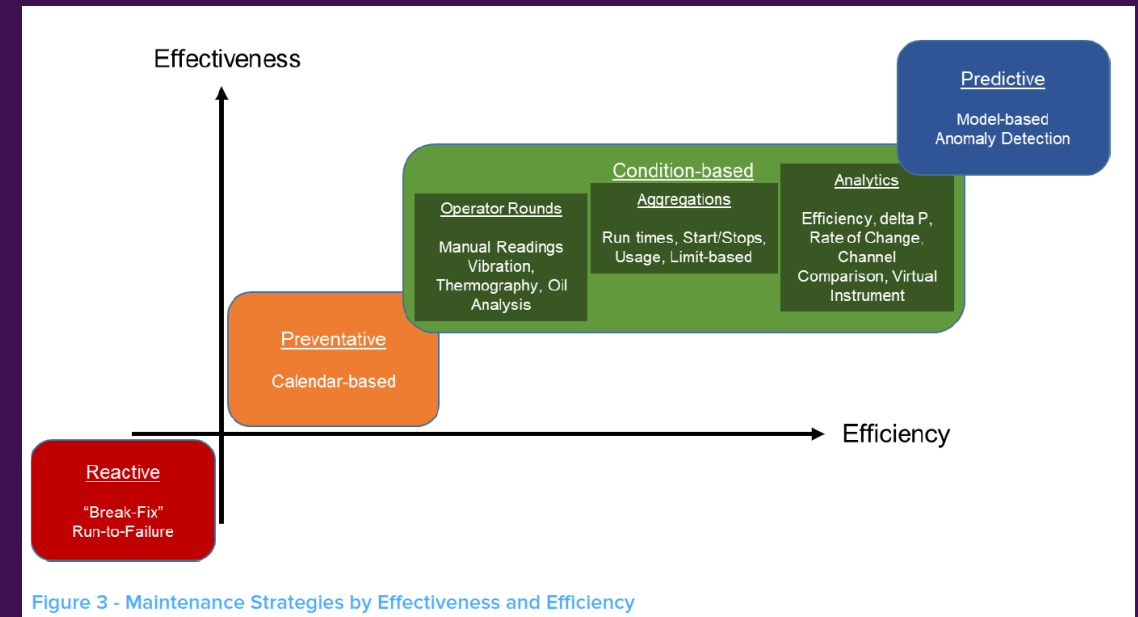 Effectiveness
Predictive
Model-based
Anomaly Detection
Condition-based
Operator Rounds
Manual Readings
Vibration,
Thermography, Oil
Analysis
Aggregations
Run times, Start/Stops,
Usage, Limit-based
Analytics
Efficiency, delta P,
Rate of Change,
Channel
Comparison, Virtual
Instrument
Preventative
Calendar-based
Efficiency
Reactive
“Break-Fix”
Run-to-Failure
Figure 3 - Maintenance Strategies by Effectiveness and Efficiency